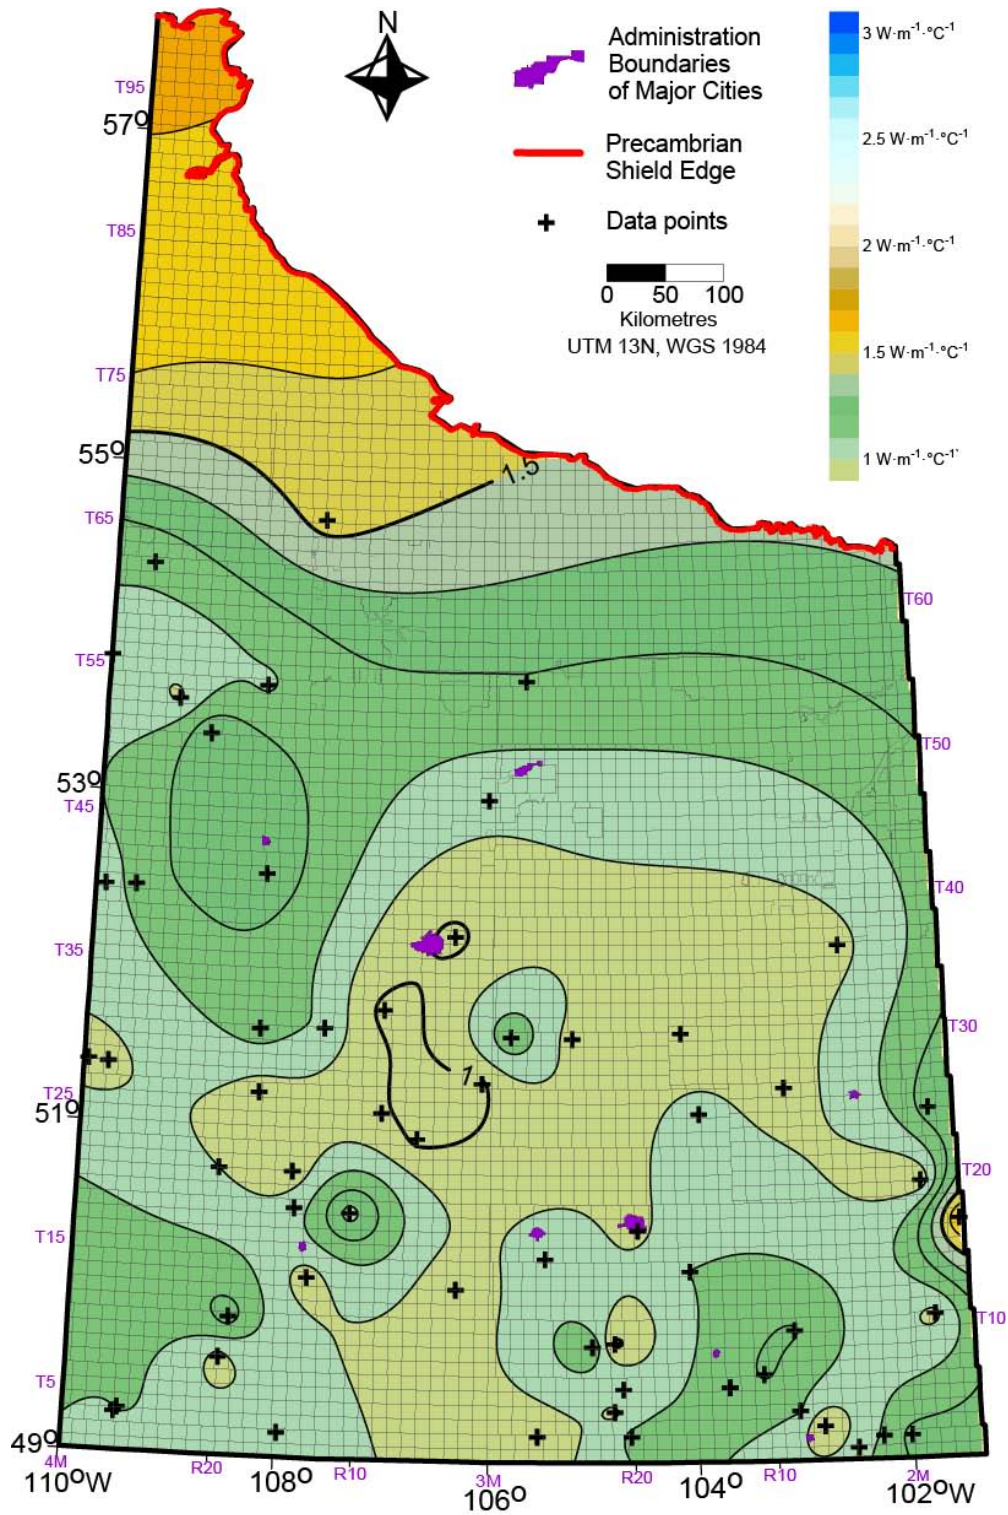 N
Administration
Boundaries
of Major Cities
Precambrian
Shield Edge
Data points
0 50 100
Kilometres
UTM 13N, WGS 1984
3 W·m⁻¹·°C⁻¹
2.5 W·m⁻¹·°C⁻¹
2 W·m⁻¹·°C⁻¹
1.5 W·m⁻¹·°C⁻¹
1 W·m⁻¹·°C⁻¹
T95
57°
T85
T75
55°
1.5
T65
T60
T55
T50
53°
T45
T40
T35
T30
1
T25
51°
T20
T15
T10
T5
49°
4M R20 R10 3M R20 R10 2M
110°W 108° 106° 104° 102°W